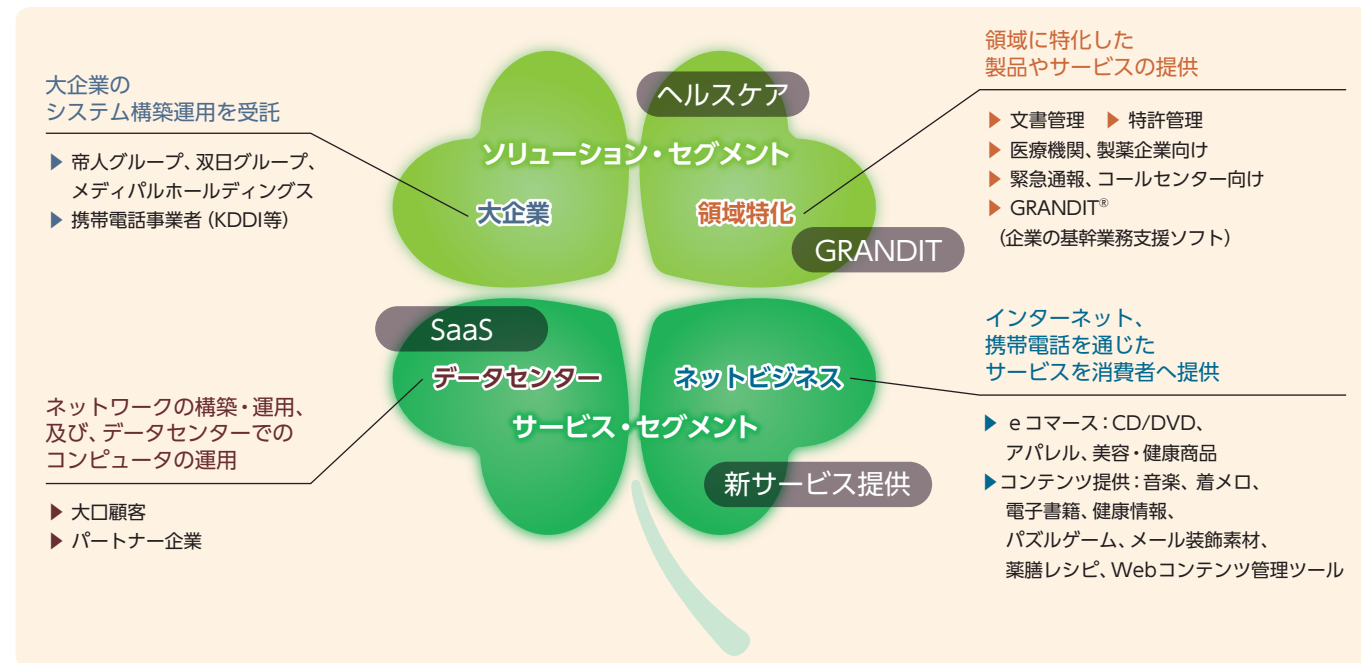 大企業の
システム構築運用を受託
▶ 帝人グループ、双日グループ、
メディパルホールディングス
▶ 携帯電話事業者（KDDI等）
ヘルスケア
ソリューション・セグメント
大企業
領域特化
GRANDIT
領域に特化した
製品やサービスの提供
▶ 文書管理 ▶ 特許管理
▶ 医療機関、製薬企業向け
▶ 緊急通報、コールセンター向け
▶ GRANDIT®
（企業の基幹業務支援ソフト）
SaaS
データセンター
ネットビジネス
サービス・セグメント
新サービス提供
ネットワークの構築・運用、
及び、データセンターでの
コンピュータの運用
▶ 大口顧客
▶ パートナー企業
インターネット、
携帯電話を通じた
サービスを消費者へ提供
▶ eコマース：CD/DVD、
アパレル、美容・健康商品
▶コンテンツ提供：音楽、着メロ、
電子書籍、健康情報、
パズルゲーム、メール装飾素材、
薬膳レシピ、Webコンテンツ管理ツール